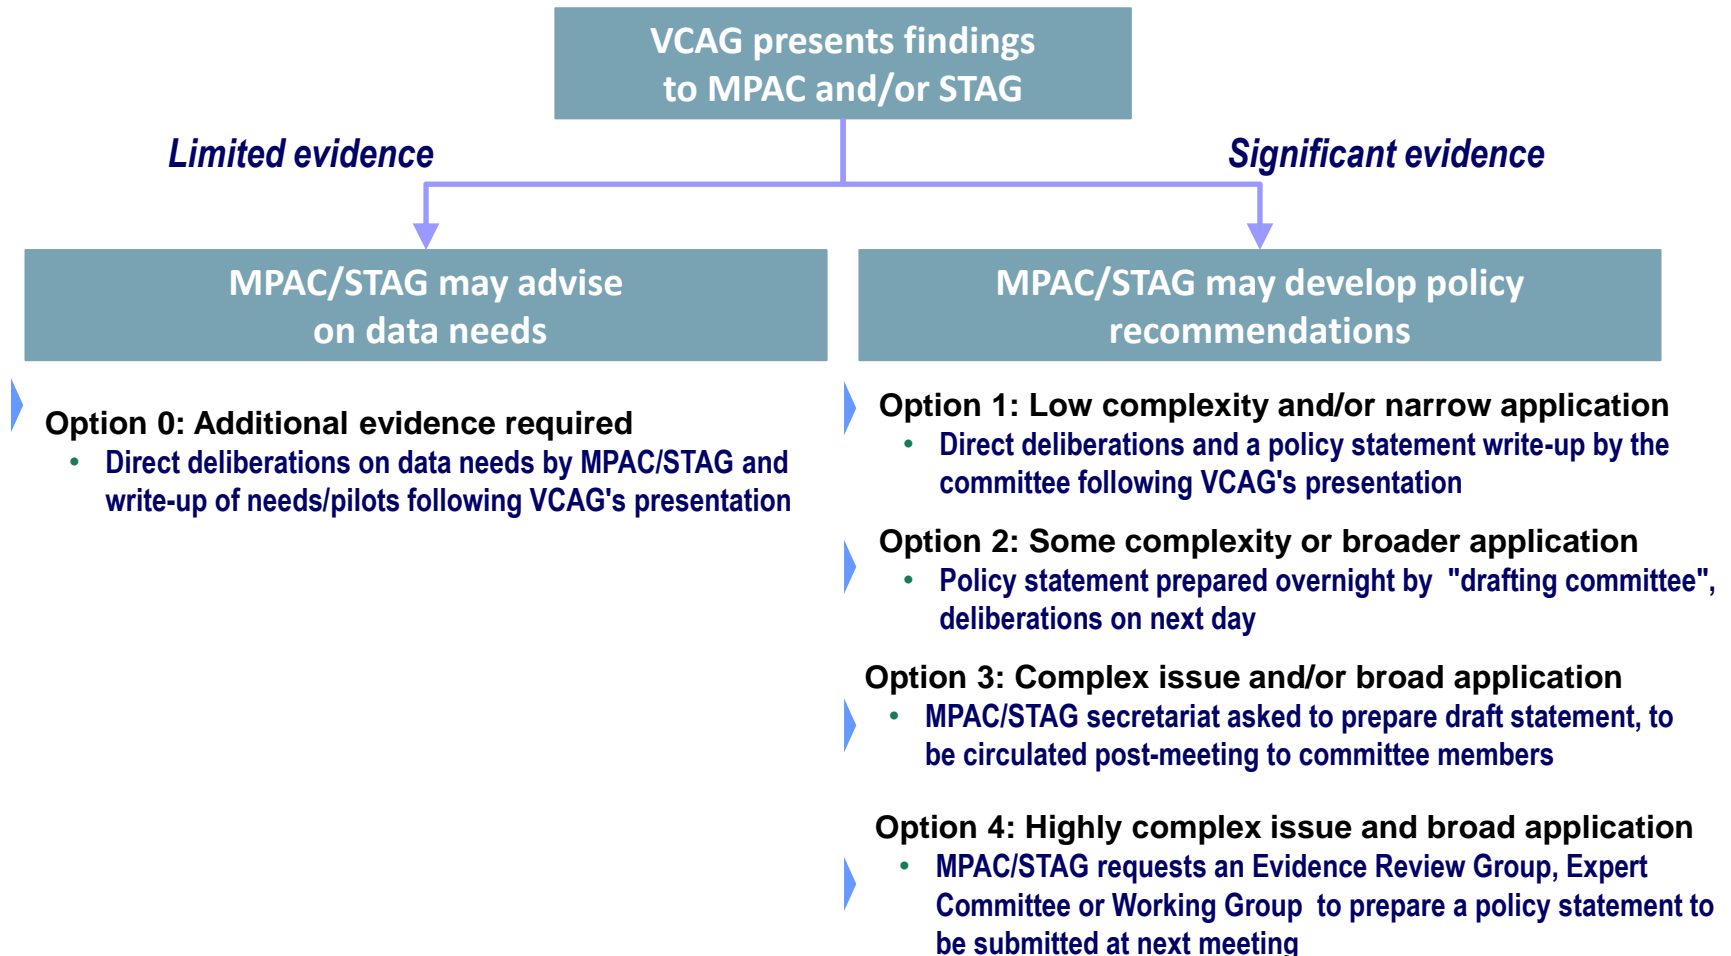 VCAG presents findings
to MPAC and/or STAG
Limited evidence
Significant evidence
MPAC/STAG may advise
on data needs
Option 0: Additional evidence required
• Direct deliberations on data needs by MPAC/STAG and
write-up of needs/pilots following VCAG's presentation
MPAC/STAG may develop policy
recommendations
Option 1: Low complexity and/or narrow application
• Direct deliberations and a policy statement write-up by the
committee following VCAG's presentation
Option 2: Some complexity or broader application
• Policy statement prepared overnight by "drafting committee",
deliberations on next day
Option 3: Complex issue and/or broad application
• MPAC/STAG secretariat asked to prepare draft statement, to
be circulated post-meeting to committee members
Option 4: Highly complex issue and broad application
• MPAC/STAG requests an Evidence Review Group, Expert
Committee or Working Group to prepare a policy statement to
be submitted at next meeting